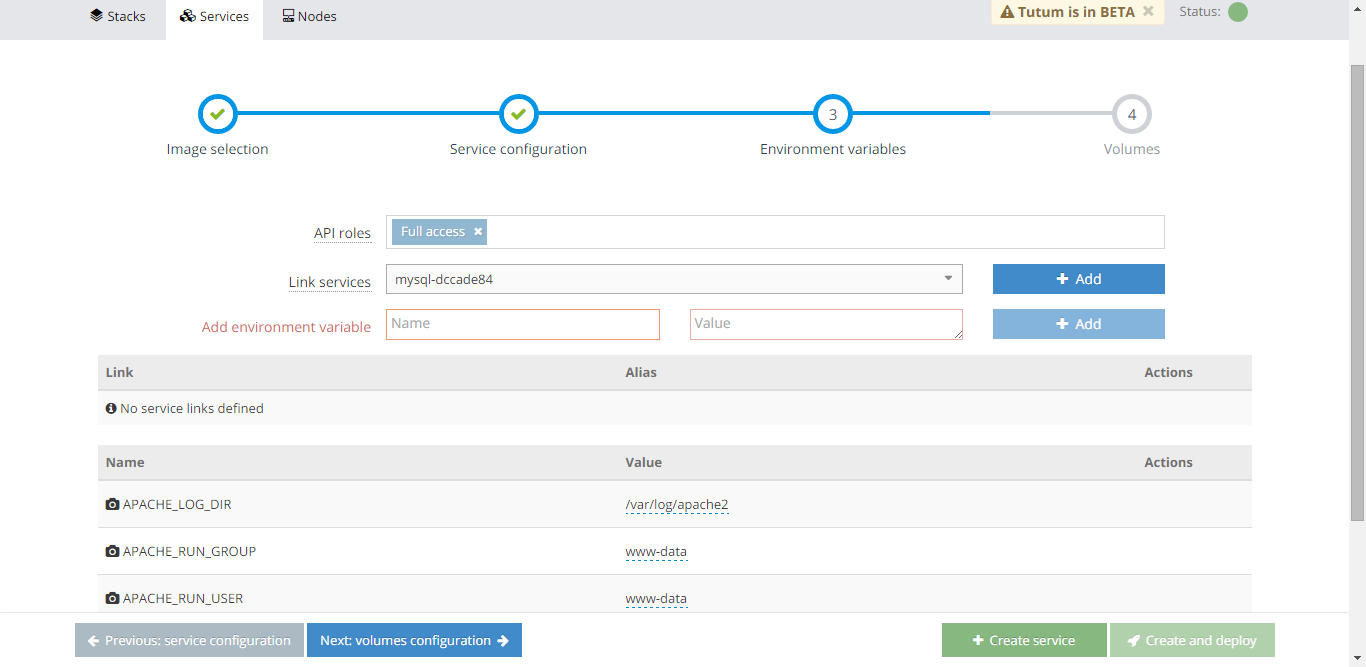 Stacks Services Nodes Tutum is in BETA Status:
3 4
Image selection Service configuration Environment variables Volumes
API roles Full access
Link services mysql-dccade84 Add
Add environment variable Name Value Add
Link Alias Actions
No service links defined
Name Value Actions
APACHE_LOG_DIR /var/log/apache2
APACHE_RUN_GROUP www-data
APACHE_RUN_USER www-data
Previous: service configuration Next: volumes configuration Create service Create and deploy